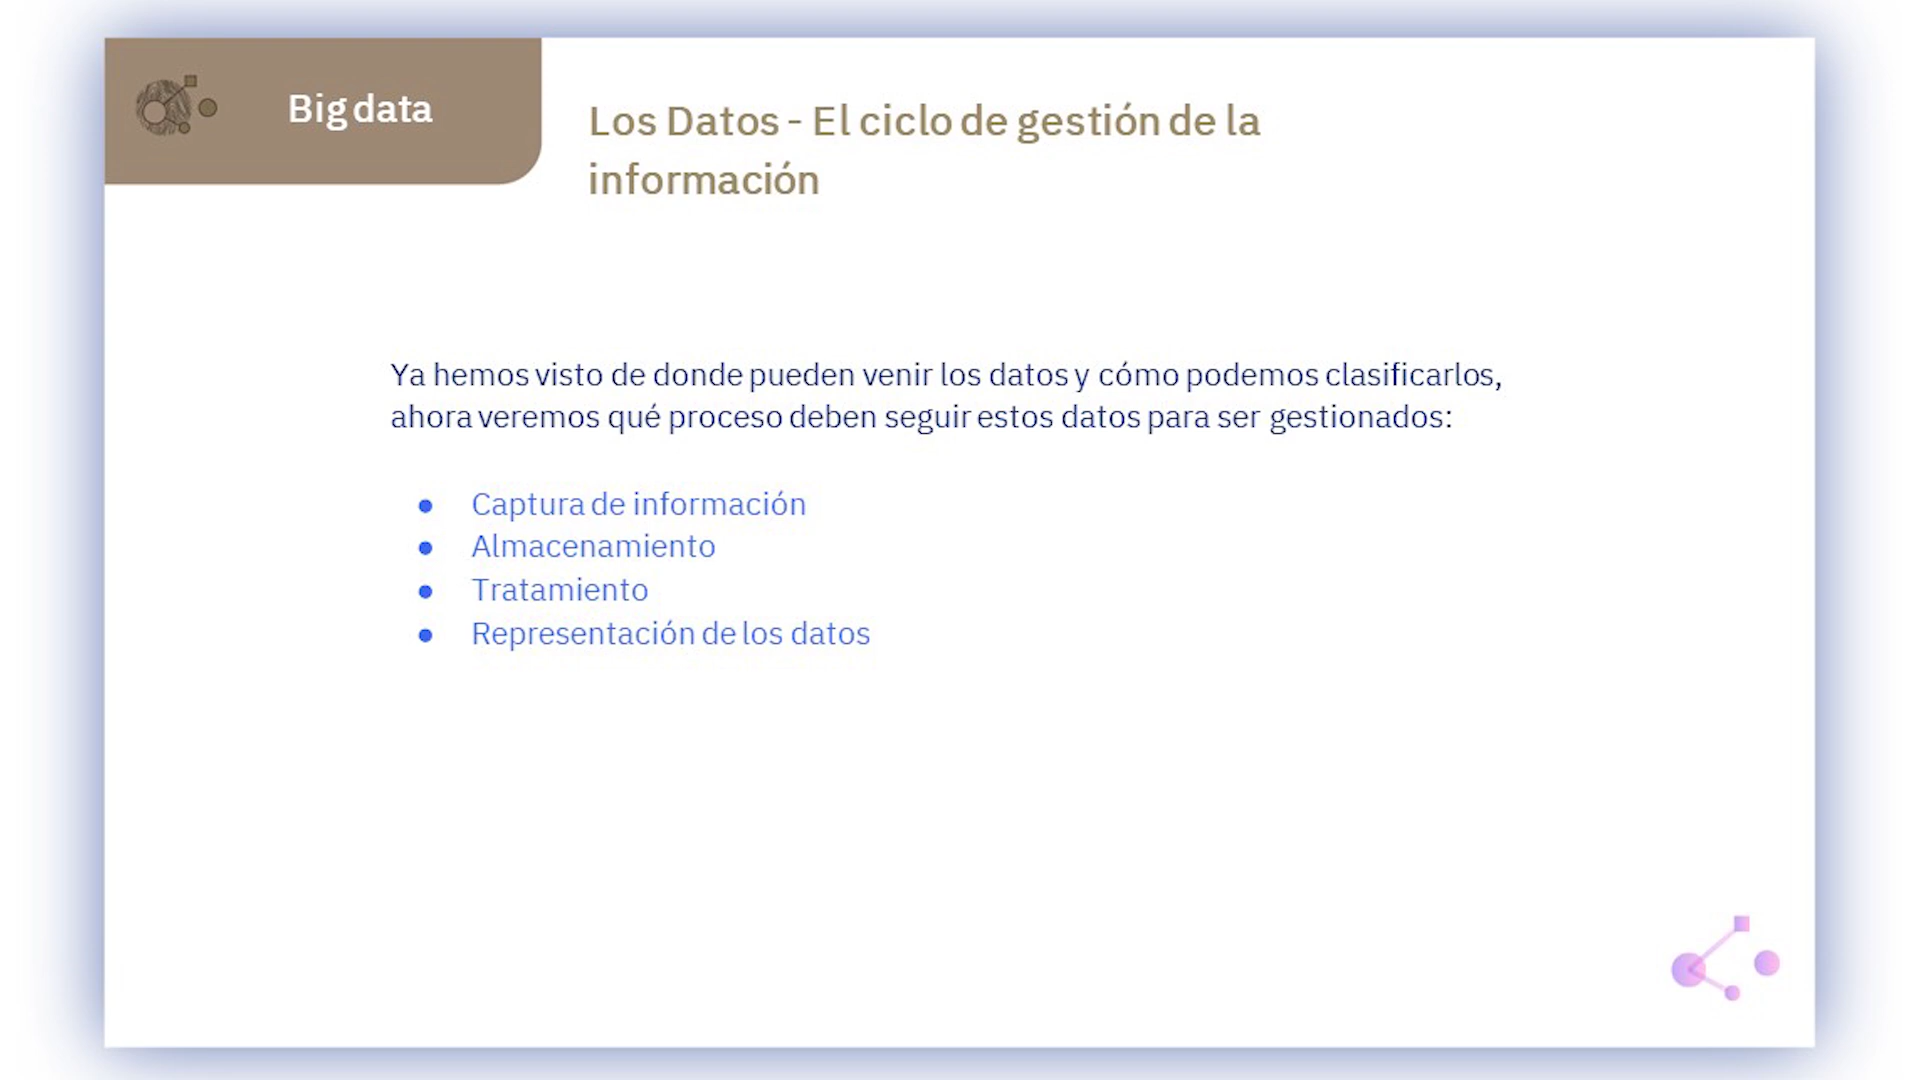 Big data
Los Datos - El ciclo de gestión de la
información
Ya hemos visto de donde pueden venir los datos y cómo podemos clasificarlos,
ahora veremos qué proceso deben seguir estos datos para ser gestionados:
● Captura de información
● Almacenamiento
● Tratamiento
● Representación de los datos